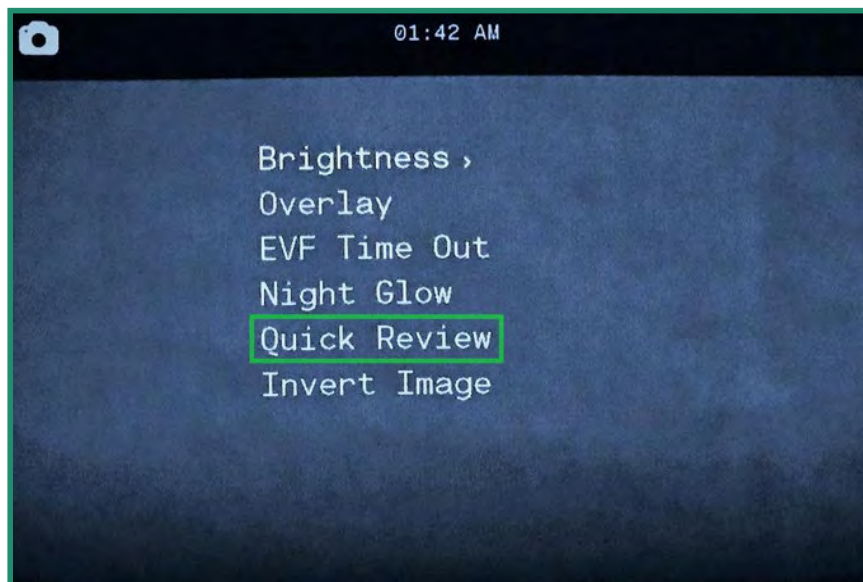 01:42 AM
Brightness ›
Overlay
EVF Time Out
Night Glow
Quick Review
Invert Image